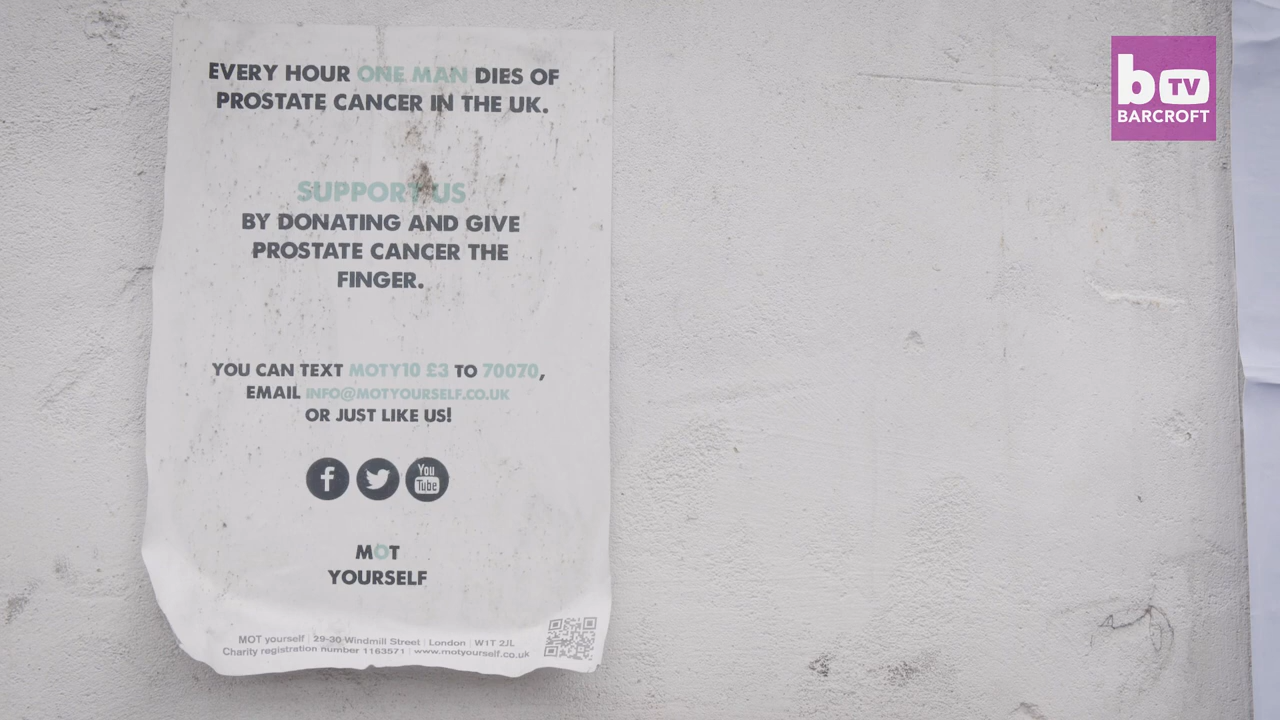 EVERY HOUR ONE MAN DIES OF
PROSTATE CANCER IN THE UK.
SUPPORT US
BY DONATING AND GIVE
PROSTATE CANCER THE
FINGER.
YOU CAN TEXT MOTY10 £3 TO 70070,
EMAIL INFO@MOTYOURSELF.CO.UK
OR JUST LIKE US!
f
You
Tube
MOT
YOURSELF
MOT yourself | 29-30 Windmill Street | London | W1T 2JL
Charity registration number 1163571 | www.motyourself.co.uk
b TV
BARCROFT